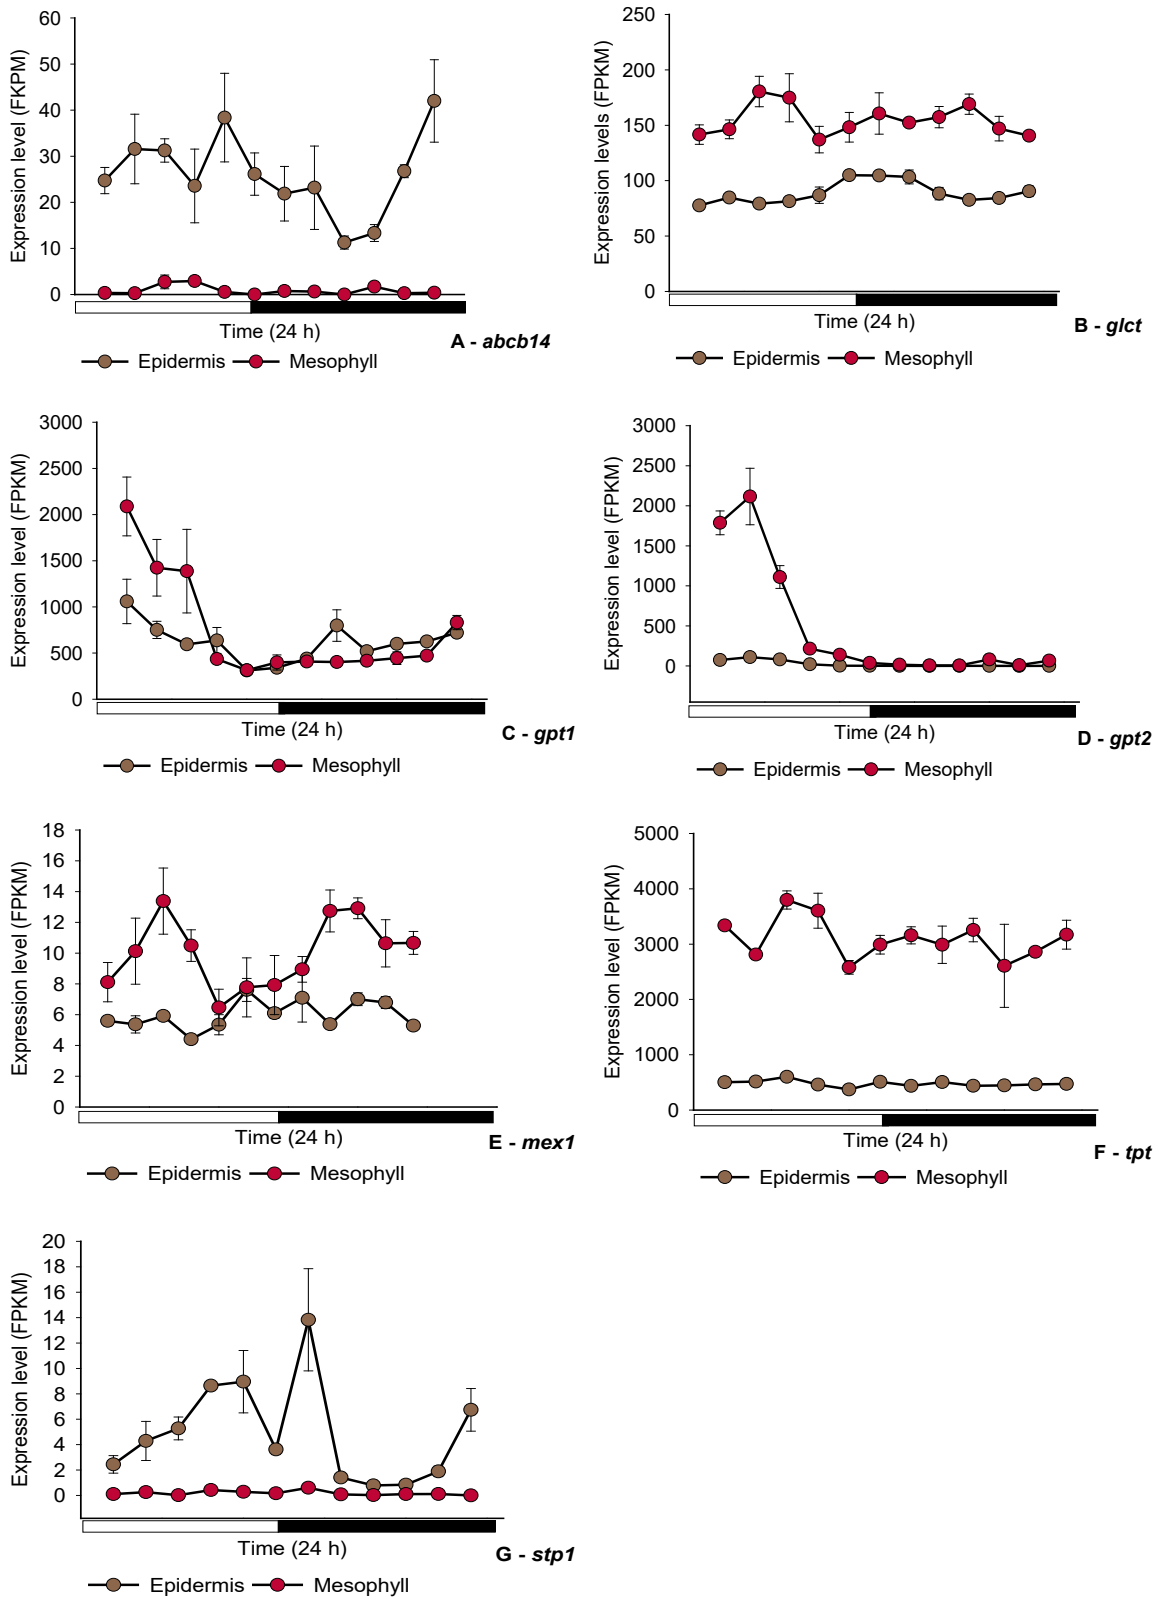 60
50
40
30
20
10
0
Expression level (FKPM)
Time (24 h)
A - abcb14
Epidermis Mesophyll
250
200
150
100
50
0
Expression levels (FPKM)
Time (24 h)
B - glct
Epidermis Mesophyll
3000
2500
2000
1500
1000
500
0
Expression level (FPKM)
Time (24 h)
C - gpt1
Epidermis Mesophyll
3000
2500
2000
1500
1000
500
0
Expression level (FPKM)
Time (24 h)
D - gpt2
Epidermis Mesophyll
18
16
14
12
10
8
6
4
2
0
Expression level (FPKM)
Time (24 h)
E - mex1
Epidermis Mesophyll
5000
4000
3000
2000
1000
0
Expression level (FPKM)
Time (24 h)
F - tpt
Epidermis Mesophyll
20
18
16
14
12
10
8
6
4
2
0
Expression level (FPKM)
Time (24 h)
G - stp1
Epidermis Mesophyll